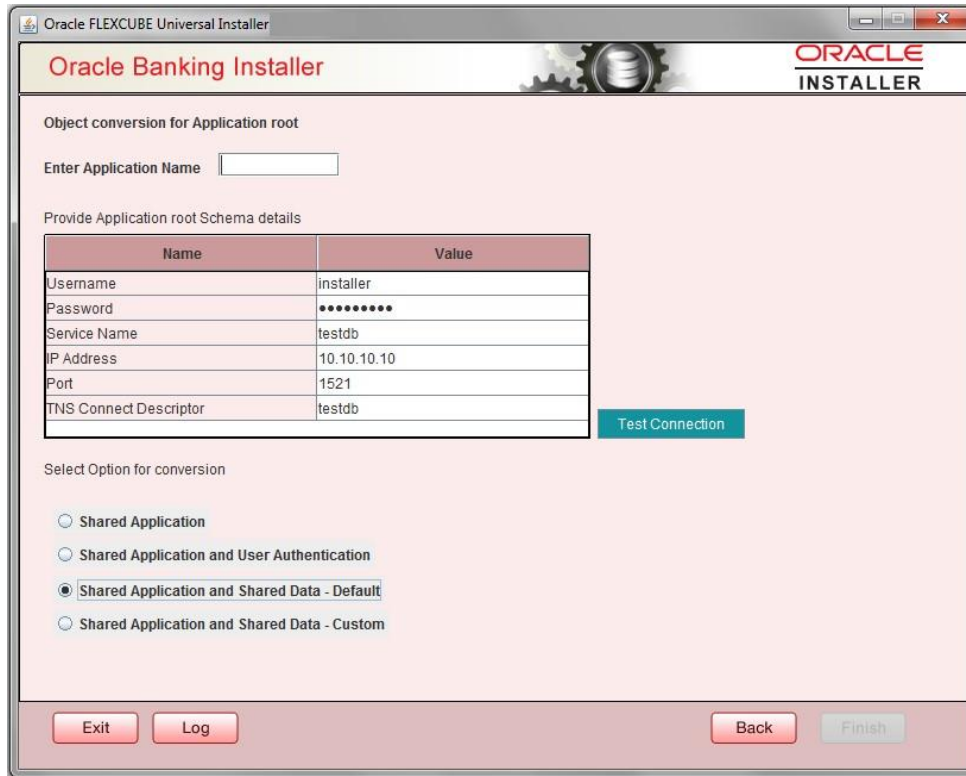 Oracle FLEXCUBE Universal Installer
Oracle Banking Installer
ORACLE
INSTALLER
Object conversion for Application root
Enter Application Name
Provide Application root Schema details
Name Value
Username installer
Password •••••••••
Service Name testdb
IP Address 10.10.10.10
Port 1521
TNS Connect Descriptor testdb
Test Connection
Select Option for conversion
Shared Application
Shared Application and User Authentication
Shared Application and Shared Data - Default
Shared Application and Shared Data - Custom
Exit Log Back Finish